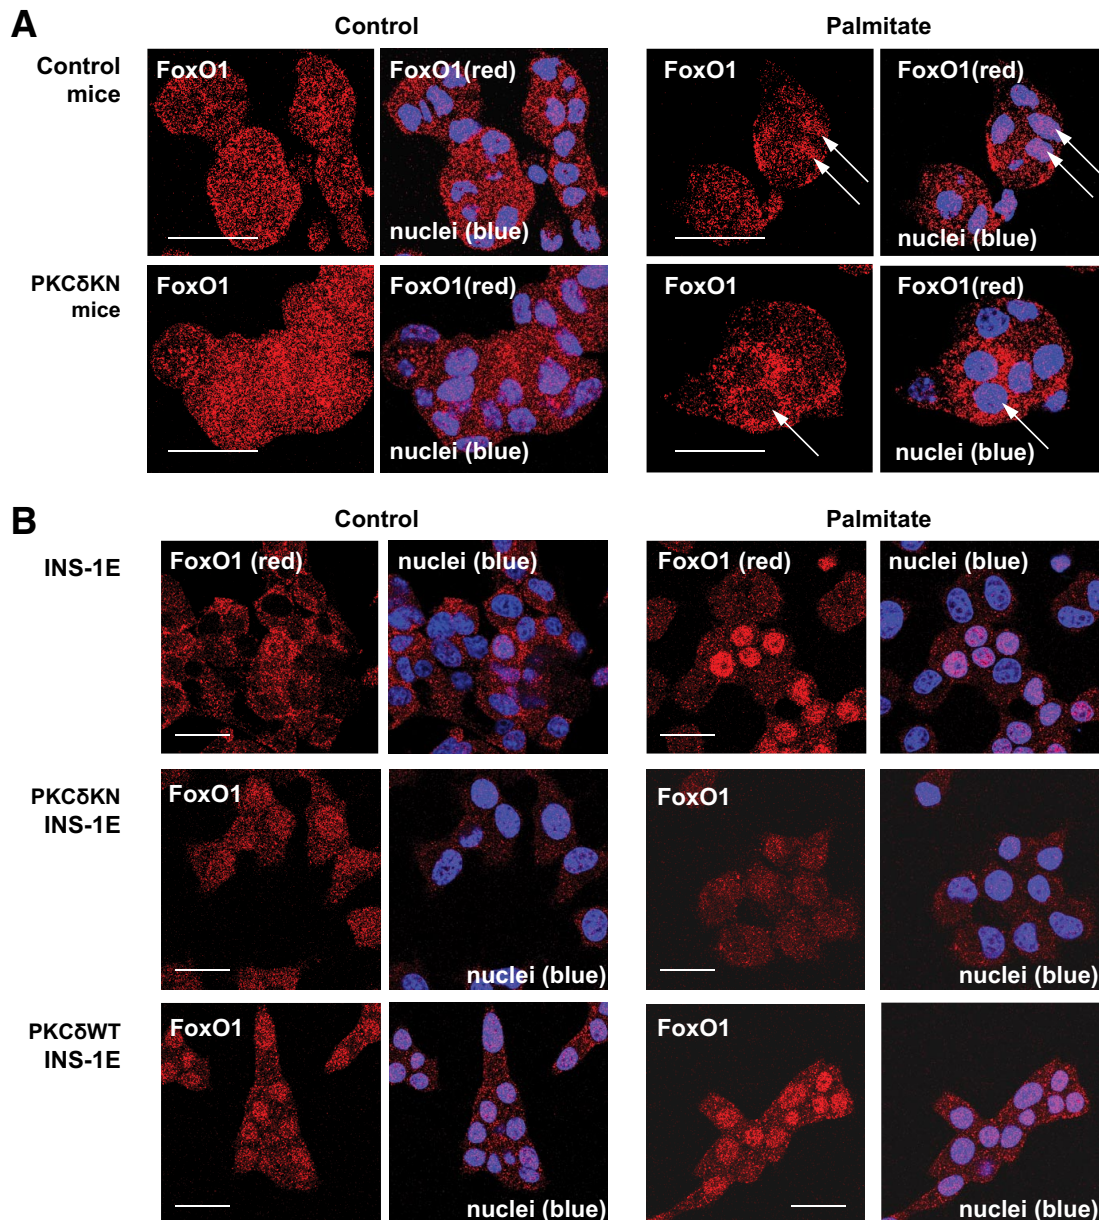 A
Control
Palmitate
Control
mice
FoxO1
FoxO1(red)
nuclei (blue)
FoxO1
FoxO1(red)
nuclei (blue)
PKCδKN
mice
FoxO1
FoxO1(red)
nuclei (blue)
FoxO1
FoxO1(red)
nuclei (blue)
B
Control
Palmitate
INS-1E
FoxO1 (red)
nuclei (blue)
FoxO1 (red)
nuclei (blue)
PKCδKN
INS-1E
FoxO1
nuclei (blue)
FoxO1
nuclei (blue)
PKCδWT
INS-1E
FoxO1
nuclei (blue)
FoxO1
nuclei (blue)